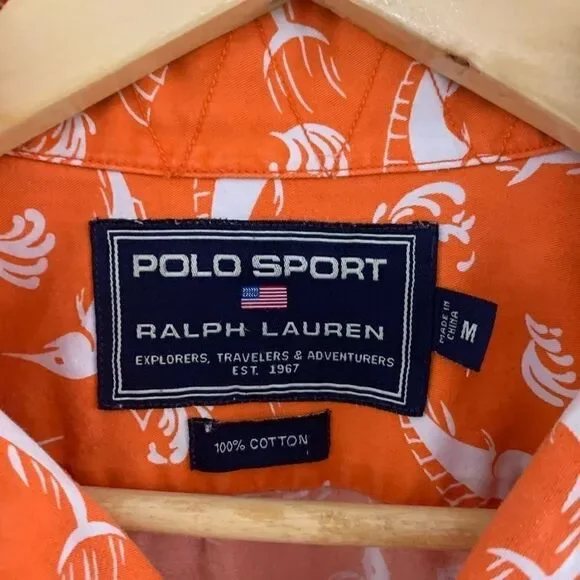 POLO SPORT
RALPH LAUREN
EXPLORERS, TRAVELERS & ADVENTURERS
EST. 1967
MADE IN
CHINA
M
100% COTTON